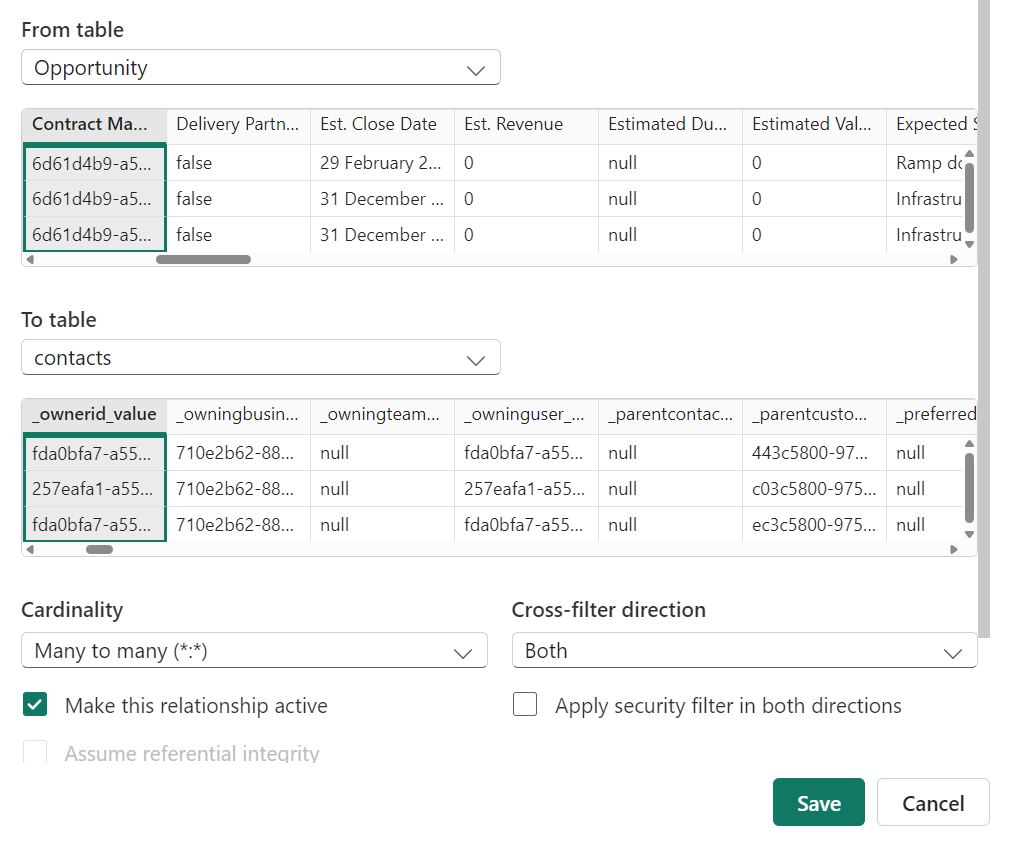 From table
Opportunity
Contract Ma... Delivery Partn... Est. Close Date Est. Revenue Estimated Du... Estimated Val... Expected S
6d61d4b9-a5... false 29 February 2... 0 null 0 Ramp do
6d61d4b9-a5... false 31 December ... 0 null 0 Infrastru
6d61d4b9-a5... false 31 December ... 0 null 0 Infrastru
To table
contacts
_ownerid_value _owningbusin... _owningteam... _owninguser_... _parentcontac... _parentcusto... _preferred
fda0bfa7-a55... 710e2b62-88... null fda0bfa7-a55... null 443c5800-97... null
257eafa1-a55... 710e2b62-88... null 257eafa1-a55... null c03c5800-975... null
fda0bfa7-a55... 710e2b62-88... null fda0bfa7-a55... null ec3c5800-975... null
Cardinality Cross-filter direction
Many to many (*:*) Both
Make this relationship active Apply security filter in both directions
Assume referential integrity
Save Cancel